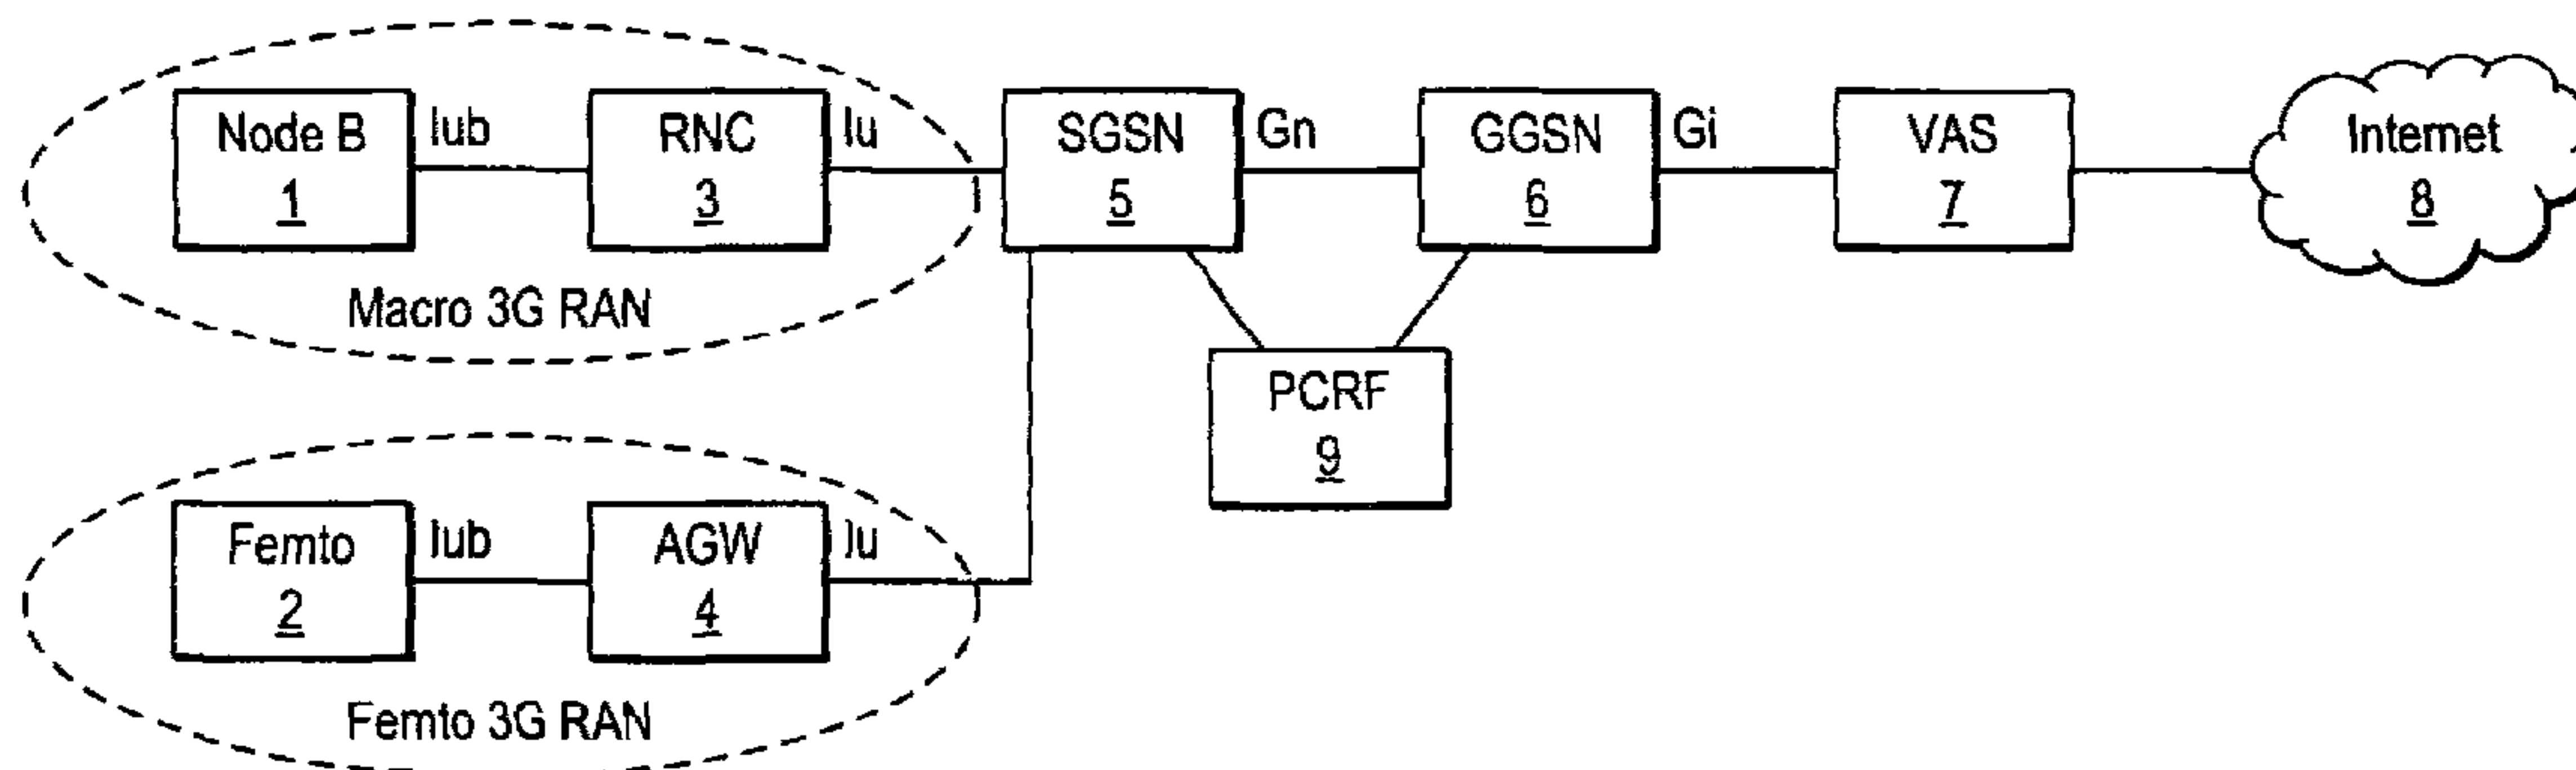 Node B
1
Iub
RNC
3
Iu
SGSN
5
Gn
GGSN
6
Gi
VAS
7
Internet
8
Macro 3G RAN
PCRF
9
Femto
2
Iub
AGW
4
Iu
Femto 3G RAN